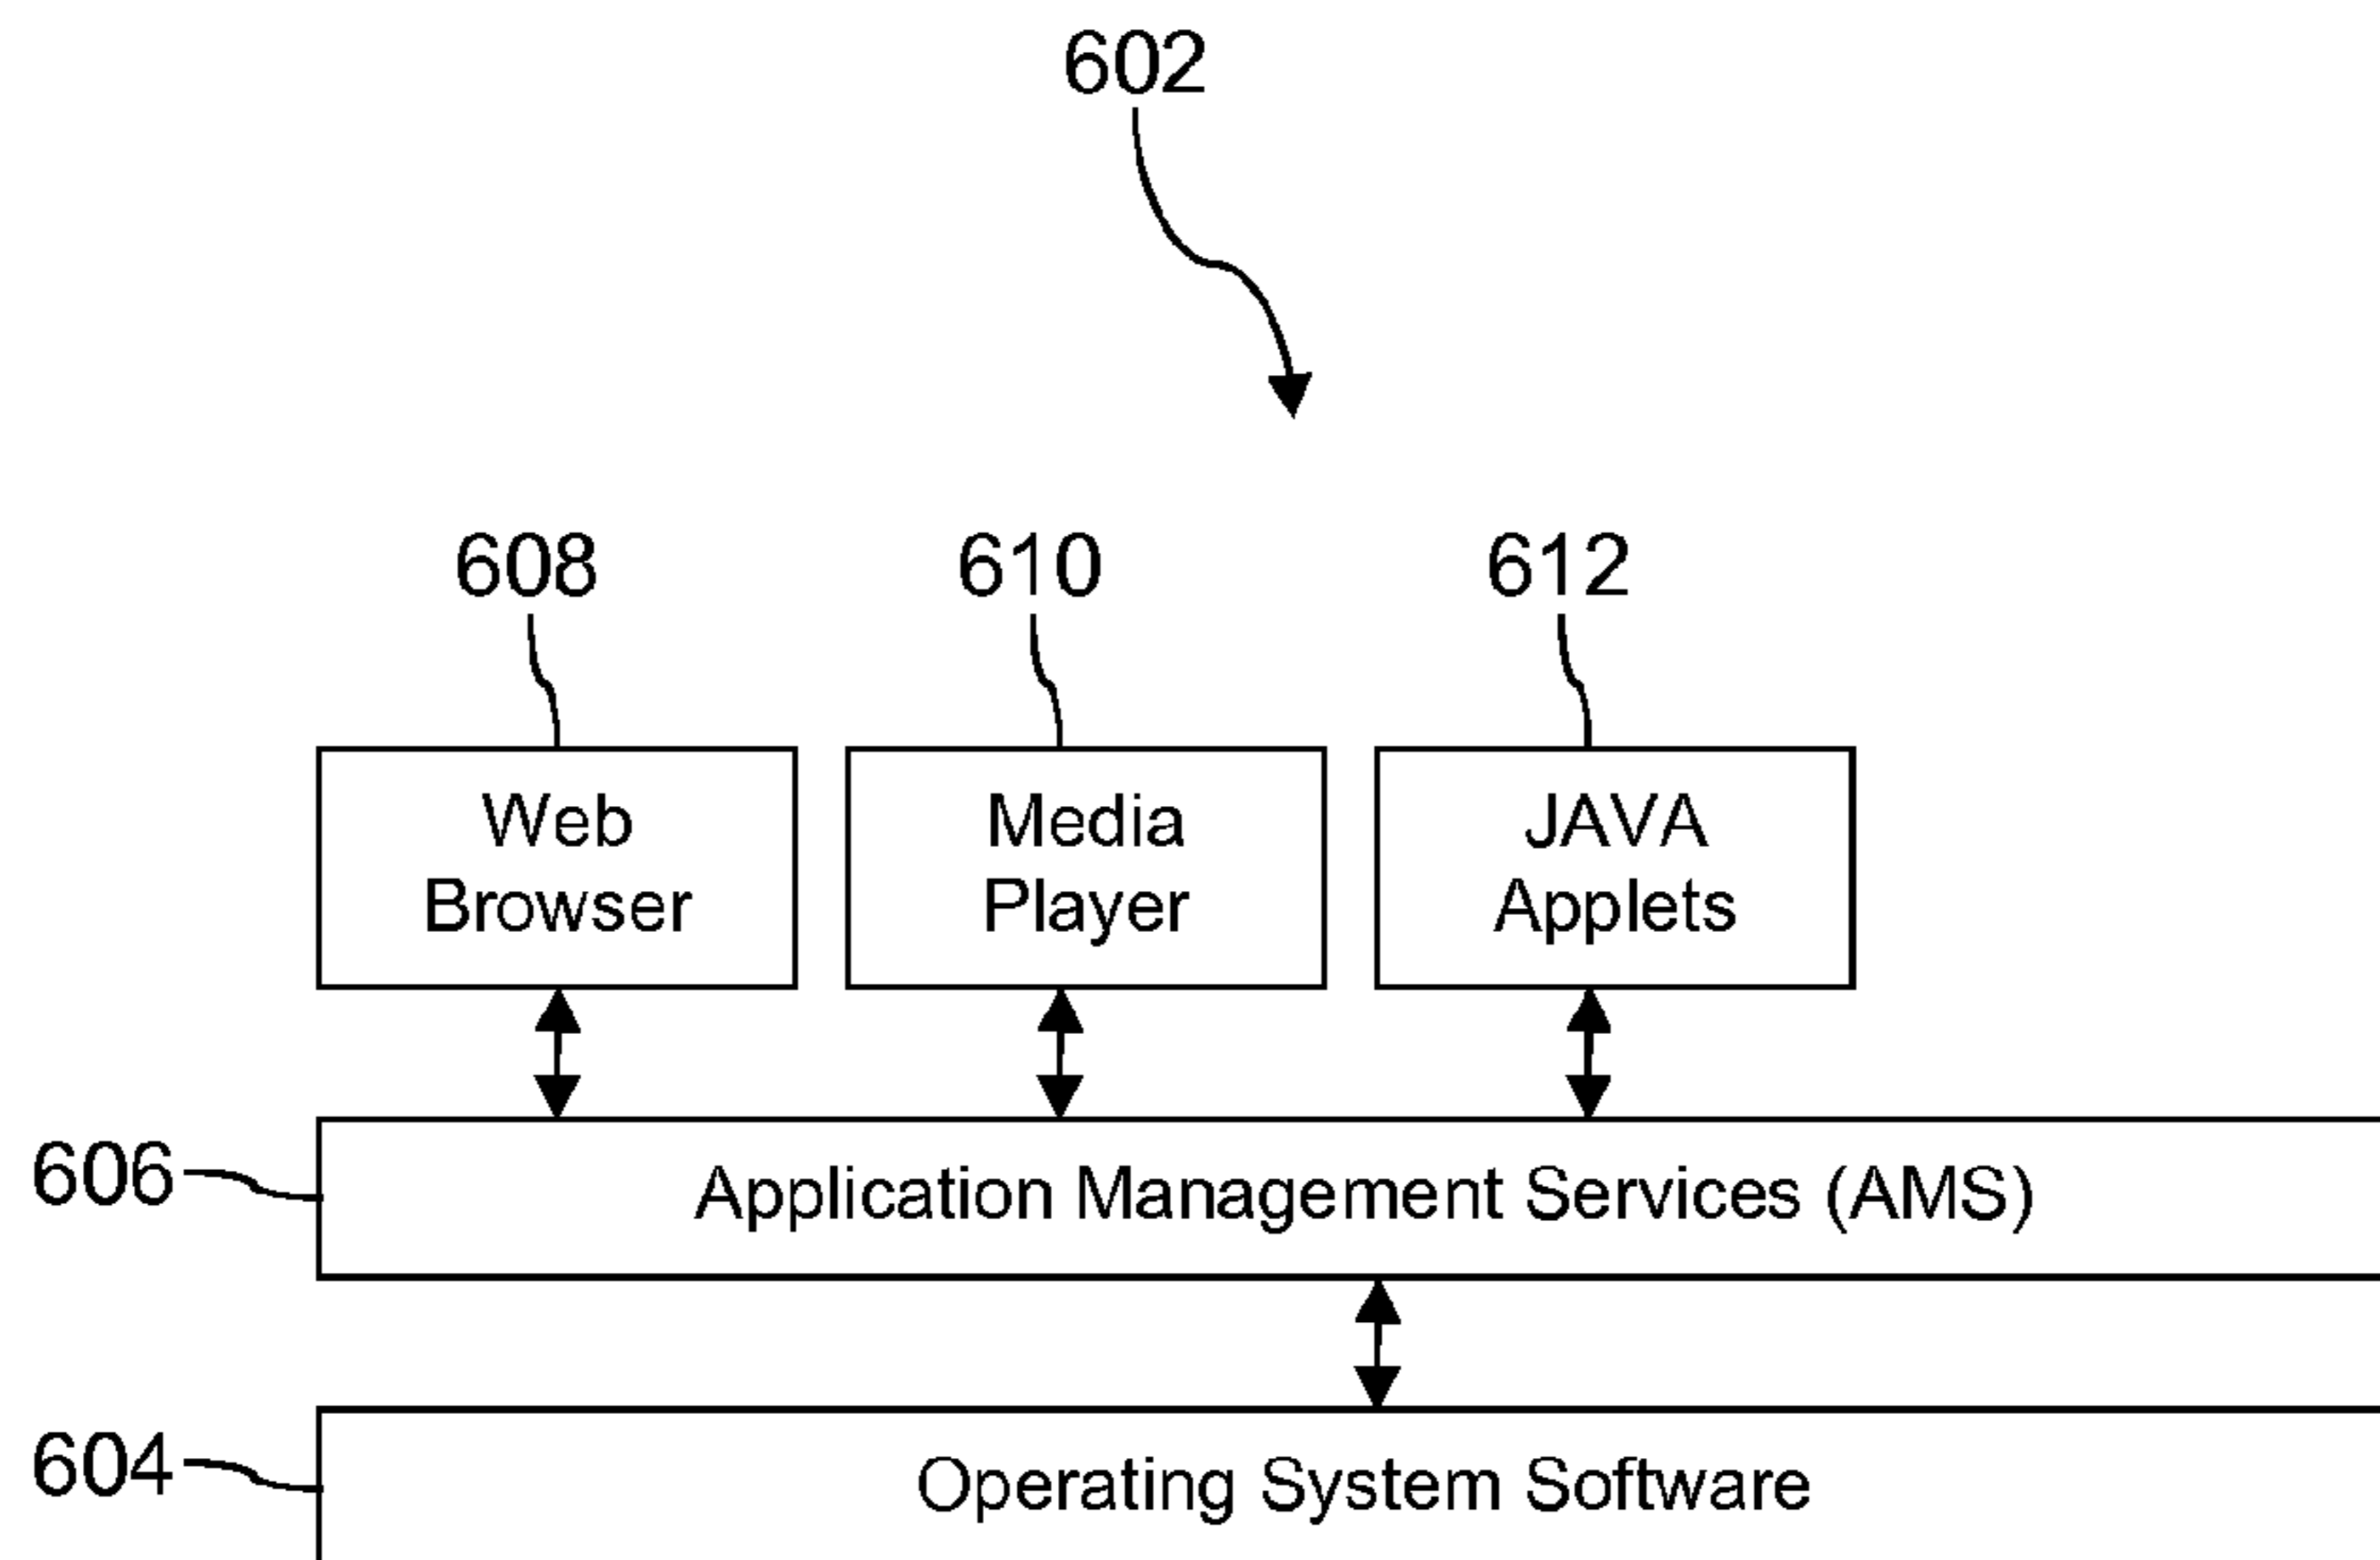 602
608
610
612
Web
Browser
Media
Player
JAVA
Applets
606
Application Management Services (AMS)
604
Operating System Software